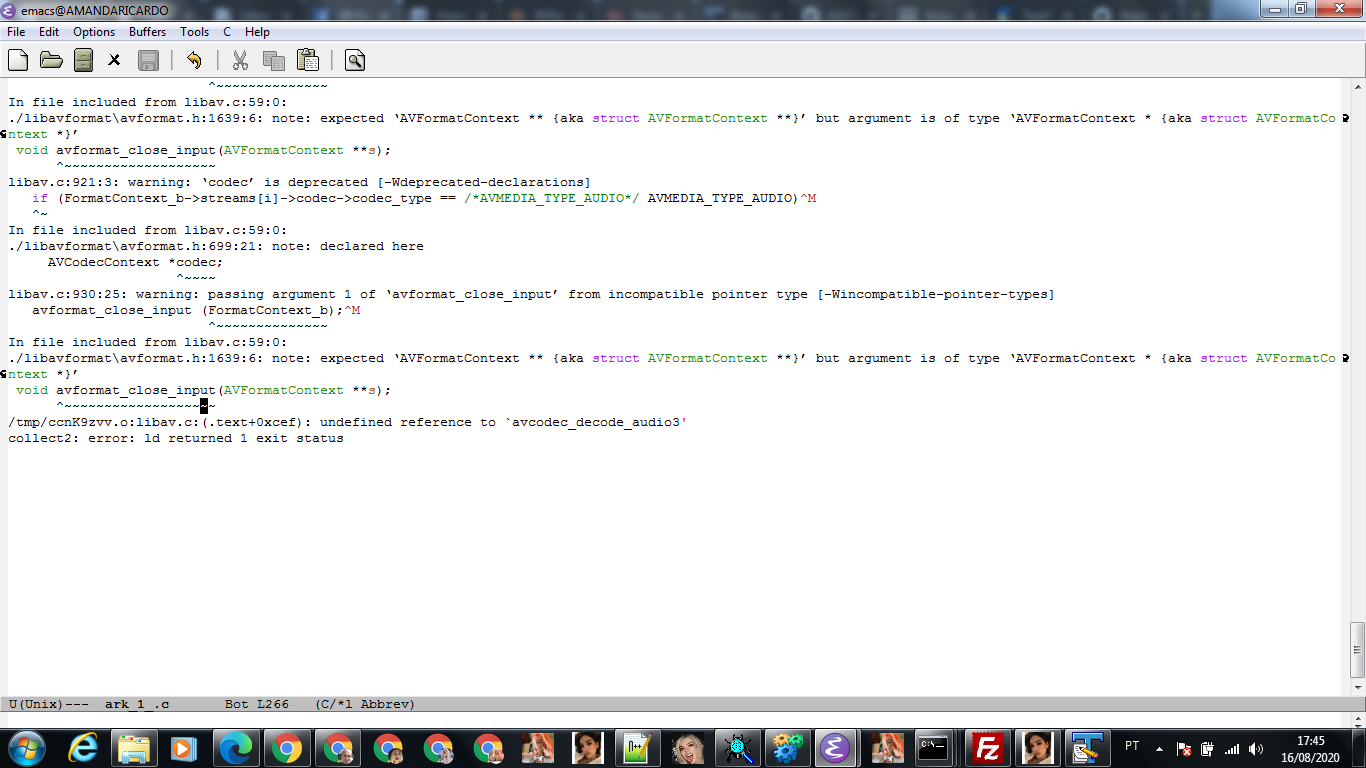 emacs@AMANDARICARDO
File Edit Options Buffers Tools C Help
^~~~~~~~~~~~~~~
In file included from libav.c:59:0:
./libavformat\avformat.h:1639:6: note: expected ‘AVFormatContext ** {aka struct AVFormatContext **}’ but argument is of type ‘AVFormatContext * {aka struct AVFormatCo
ntext *}’
void avformat_close_input(AVFormatContext **s);
^~~~~~~~~~~~~~~~~~~~
libav.c:921:3: warning: ‘codec’ is deprecated [-Wdeprecated-declarations]
if (FormatContext_b->streams[i]->codec->codec_type == /*AVMEDIA_TYPE_AUDIO*/ AVMEDIA_TYPE_AUDIO)^M
^~
In file included from libav.c:59:0:
./libavformat\avformat.h:699:21: note: declared here
AVCodecContext *codec;
^~~~~
libav.c:930:25: warning: passing argument 1 of ‘avformat_close_input’ from incompatible pointer type [-Wincompatible-pointer-types]
avformat_close_input (FormatContext_b);^M
^~~~~~~~~~~~~~~
In file included from libav.c:59:0:
./libavformat\avformat.h:1639:6: note: expected ‘AVFormatContext ** {aka struct AVFormatContext **}’ but argument is of type ‘AVFormatContext * {aka struct AVFormatCo
ntext *}’
void avformat_close_input(AVFormatContext **s);
^~~~~~~~~~~~~~~~~~~~
/tmp/ccnK9zvv.o:libav.c:(.text+0xcef): undefined reference to `avcodec_decode_audio3'
collect2: error: ld returned 1 exit status
U(Unix)--- ark_1_.c Bot L266 (C/*l Abbrev)
PT
17:45
16/08/2020